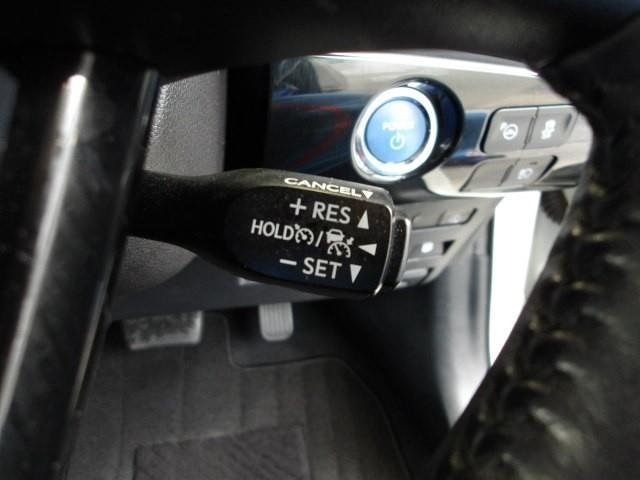 POWER
CANCEL▼
+ RES ▲
HOLD / ◄
− SET ▼